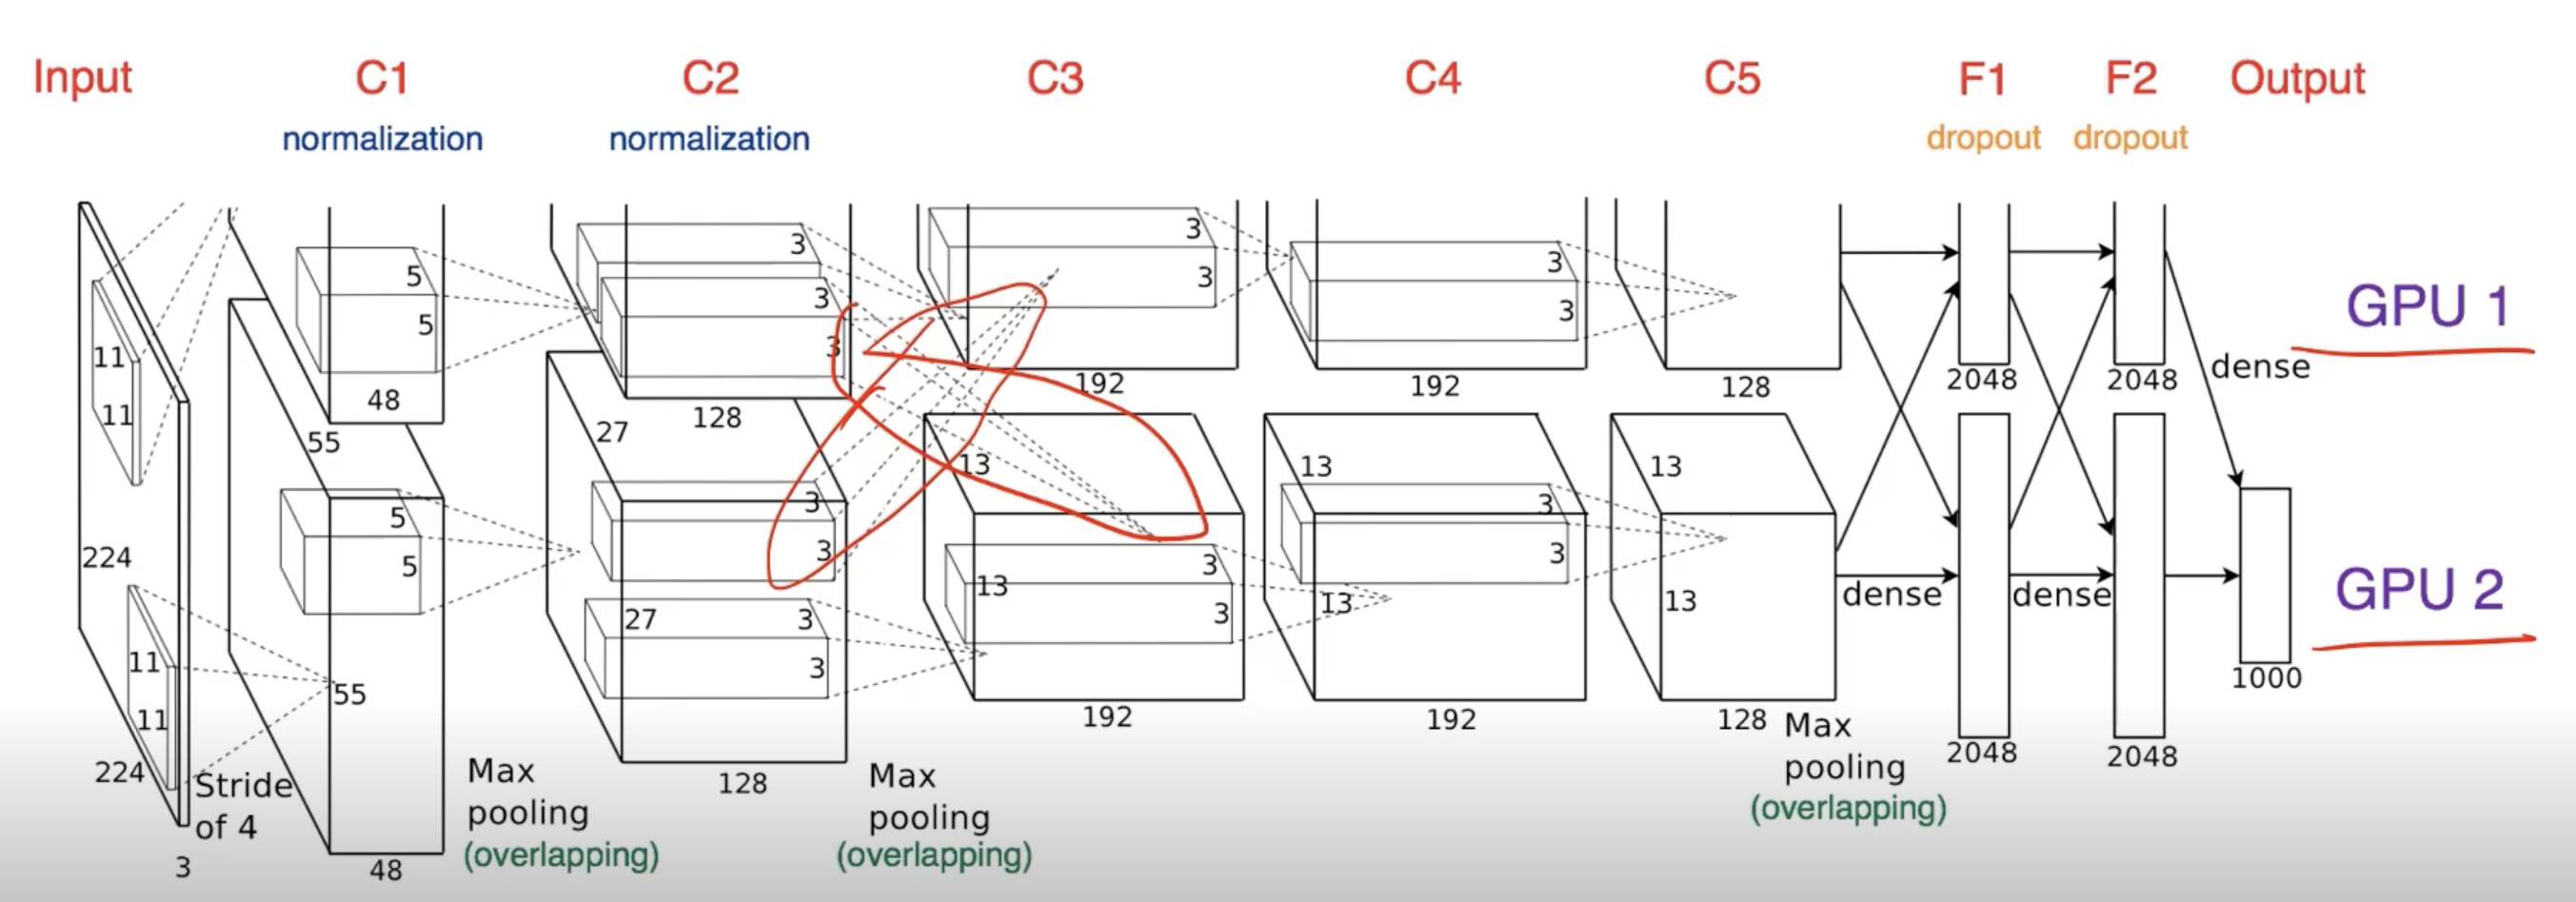 Input C1 C2 C3 C4 C5 F1 F2 Output
normalization normalization dropout dropout
3
3
5
5
48
3
3
3
3
3
3
11
11
55
27
128
192
192
128
2048
2048
dense
GPU 1
5
5
3
3
13
13
3
3
13
224
27
3
3
13
3
3
13
13
dense
dense
GPU 2
11
11
55
224
Stride
of 4
3
48
Max
pooling
(overlapping)
128
Max
pooling
(overlapping)
192
192
128
Max
pooling
(overlapping)
2048
2048
1000